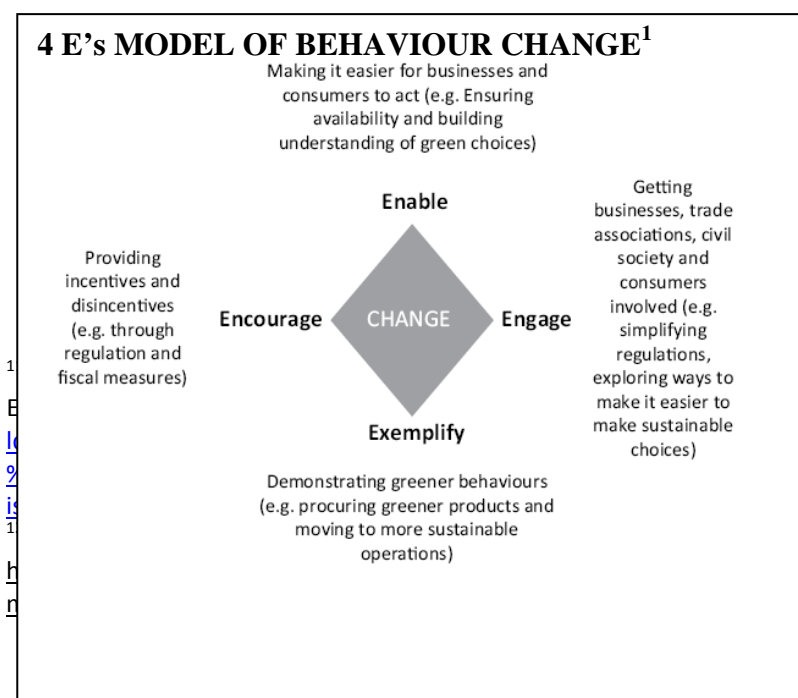 4 E’s MODEL OF BEHAVIOUR CHANGE1
Making it easier for businesses and
consumers to act (e.g. Ensuring
availability and building
understanding of green choices)
Enable
Providing
incentives and
disincentives
(e.g. through
regulation and
fiscal measures)
Encourage
CHANGE
Engage
Getting
businesses, trade
associations, civil
society and
consumers
involved (e.g.
simplifying
regulations,
exploring ways to
make it easier to
make sustainable
choices)
Exemplify
Demonstrating greener behaviours
(e.g. procuring greener products and
moving to more sustainable
operations)